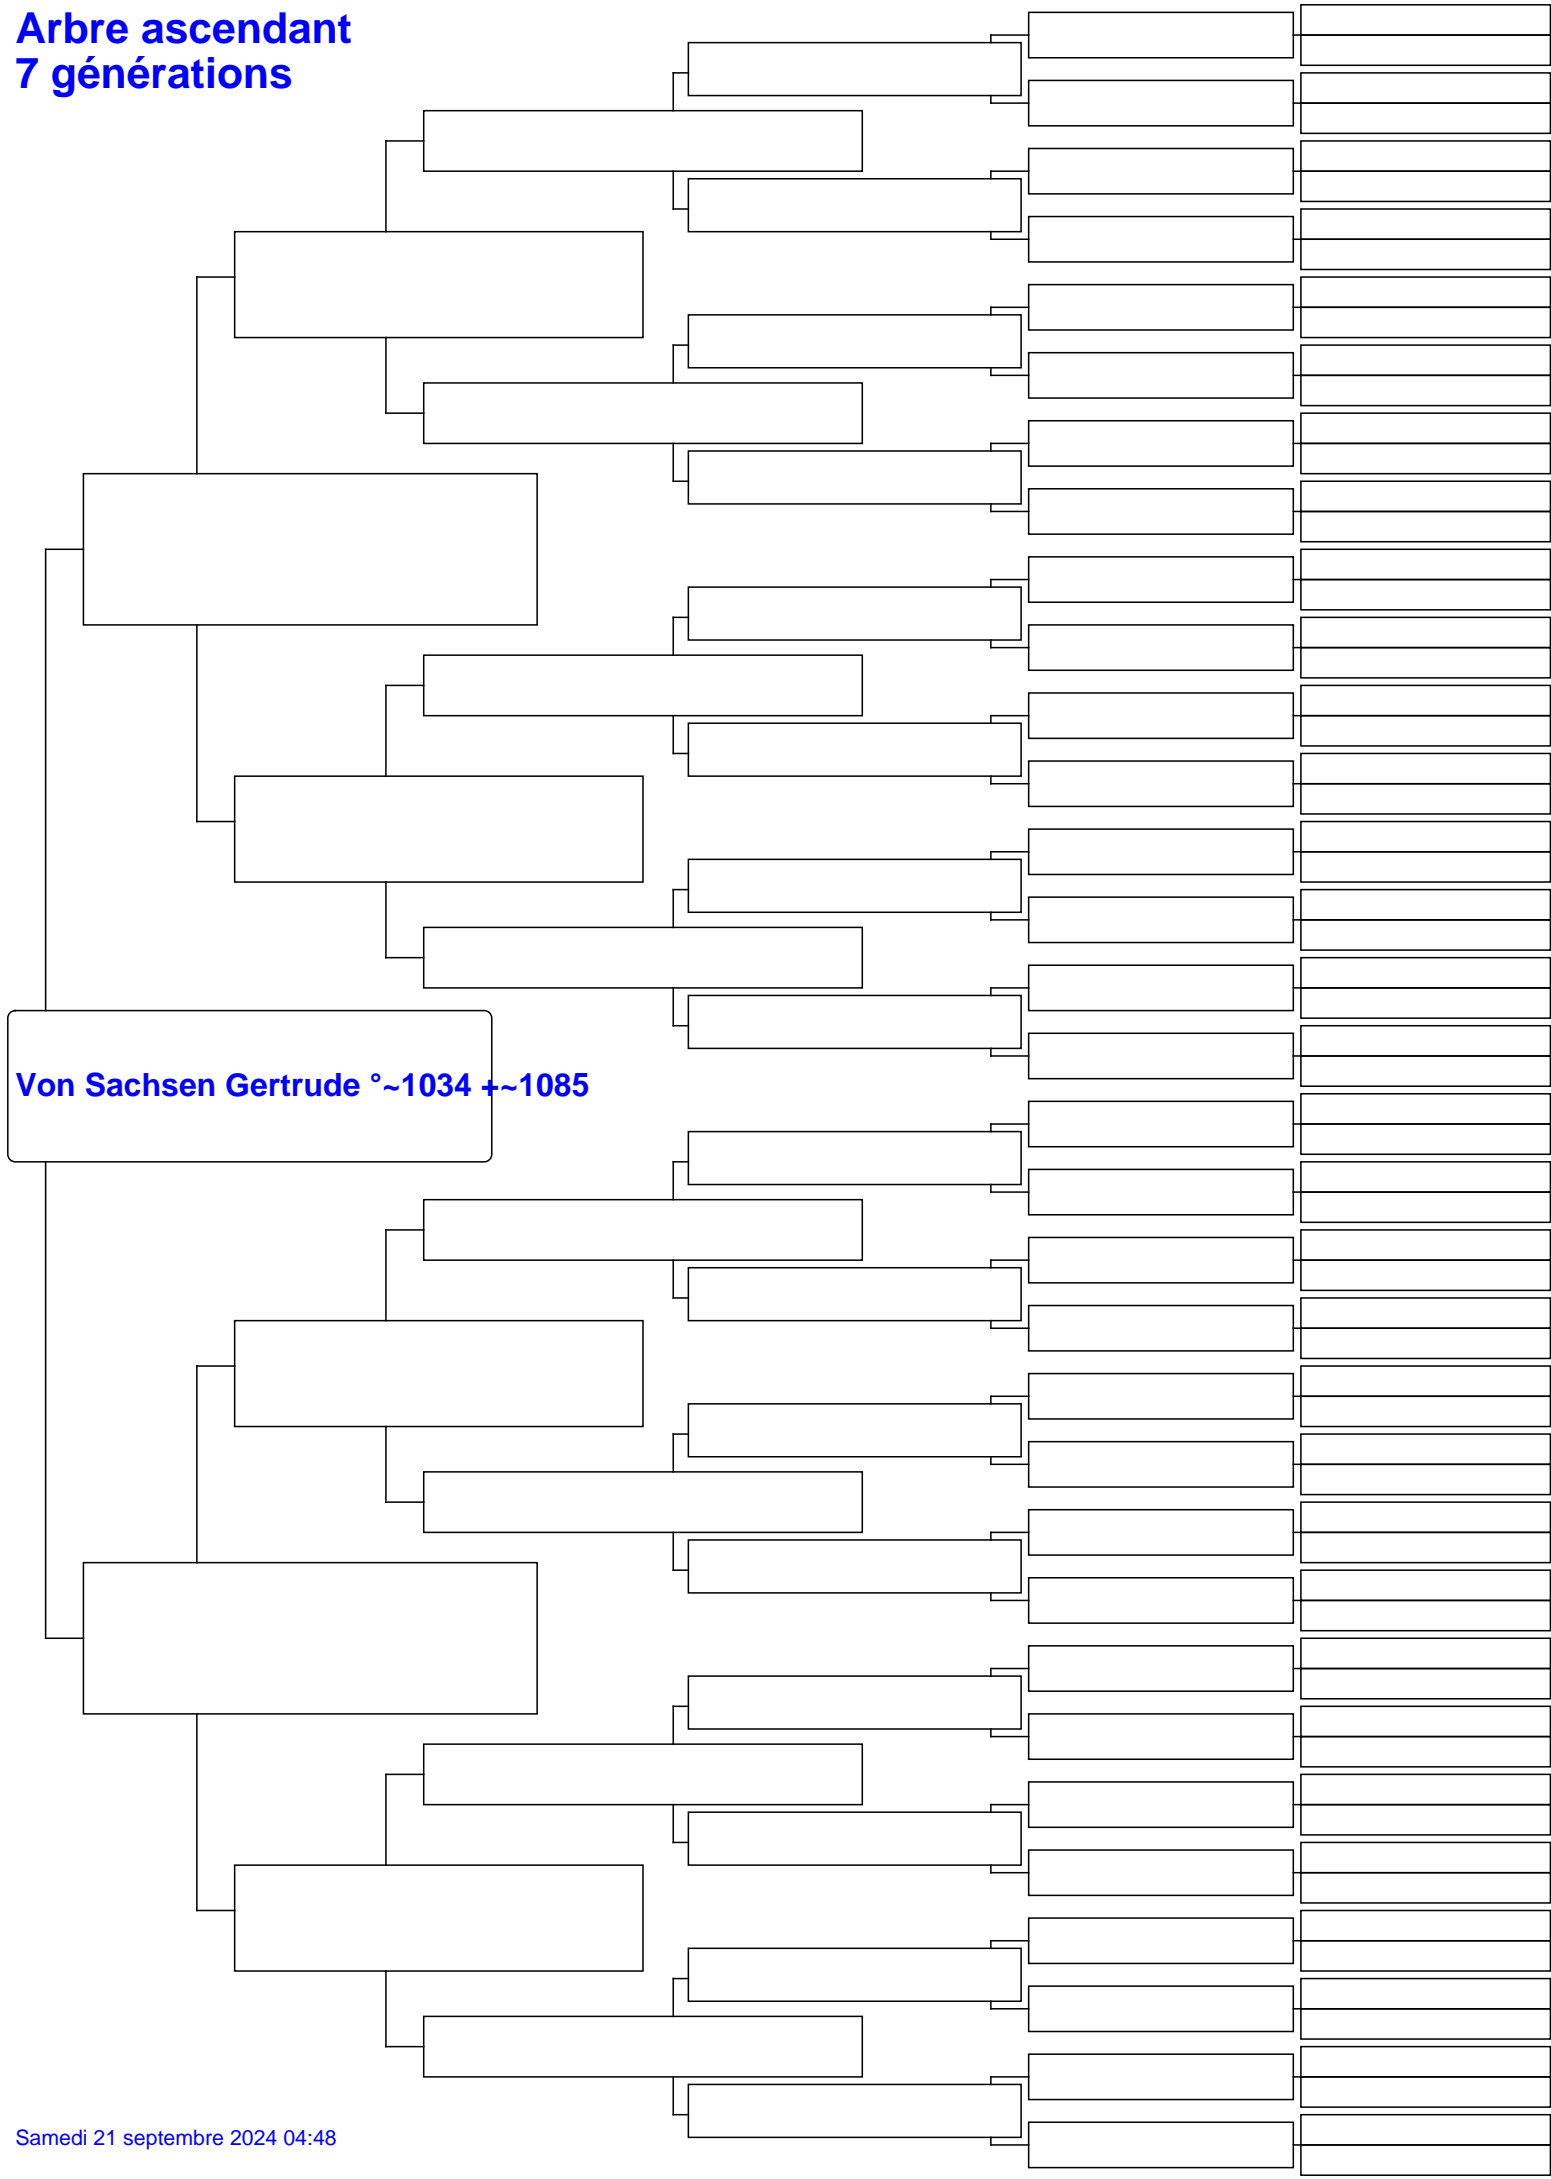 Arbre ascendant
7 générations
Von Sachsen Gertrude °~1034 +~1085
Samedi 21 septembre 2024 04:48